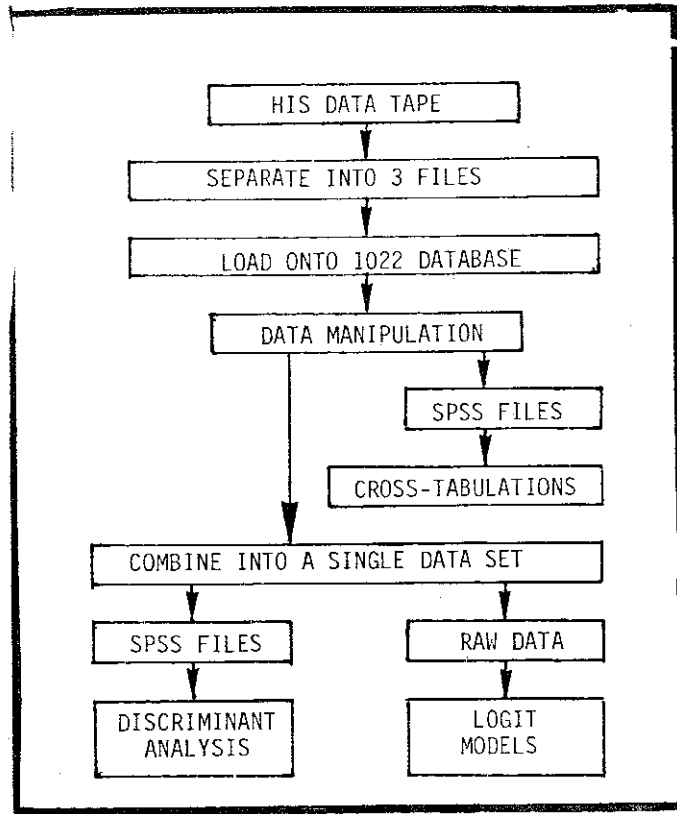 HIS DATA TAPE
SEPARATE INTO 3 FILES
LOAD ONTO 1022 DATABASE
DATA MANIPULATION
SPSS FILES
CROSS-TABULATIONS
COMBINE INTO A SINGLE DATA SET
SPSS FILES
RAW DATA
DISCRIMINANT
ANALYSIS
LOGIT
MODELS